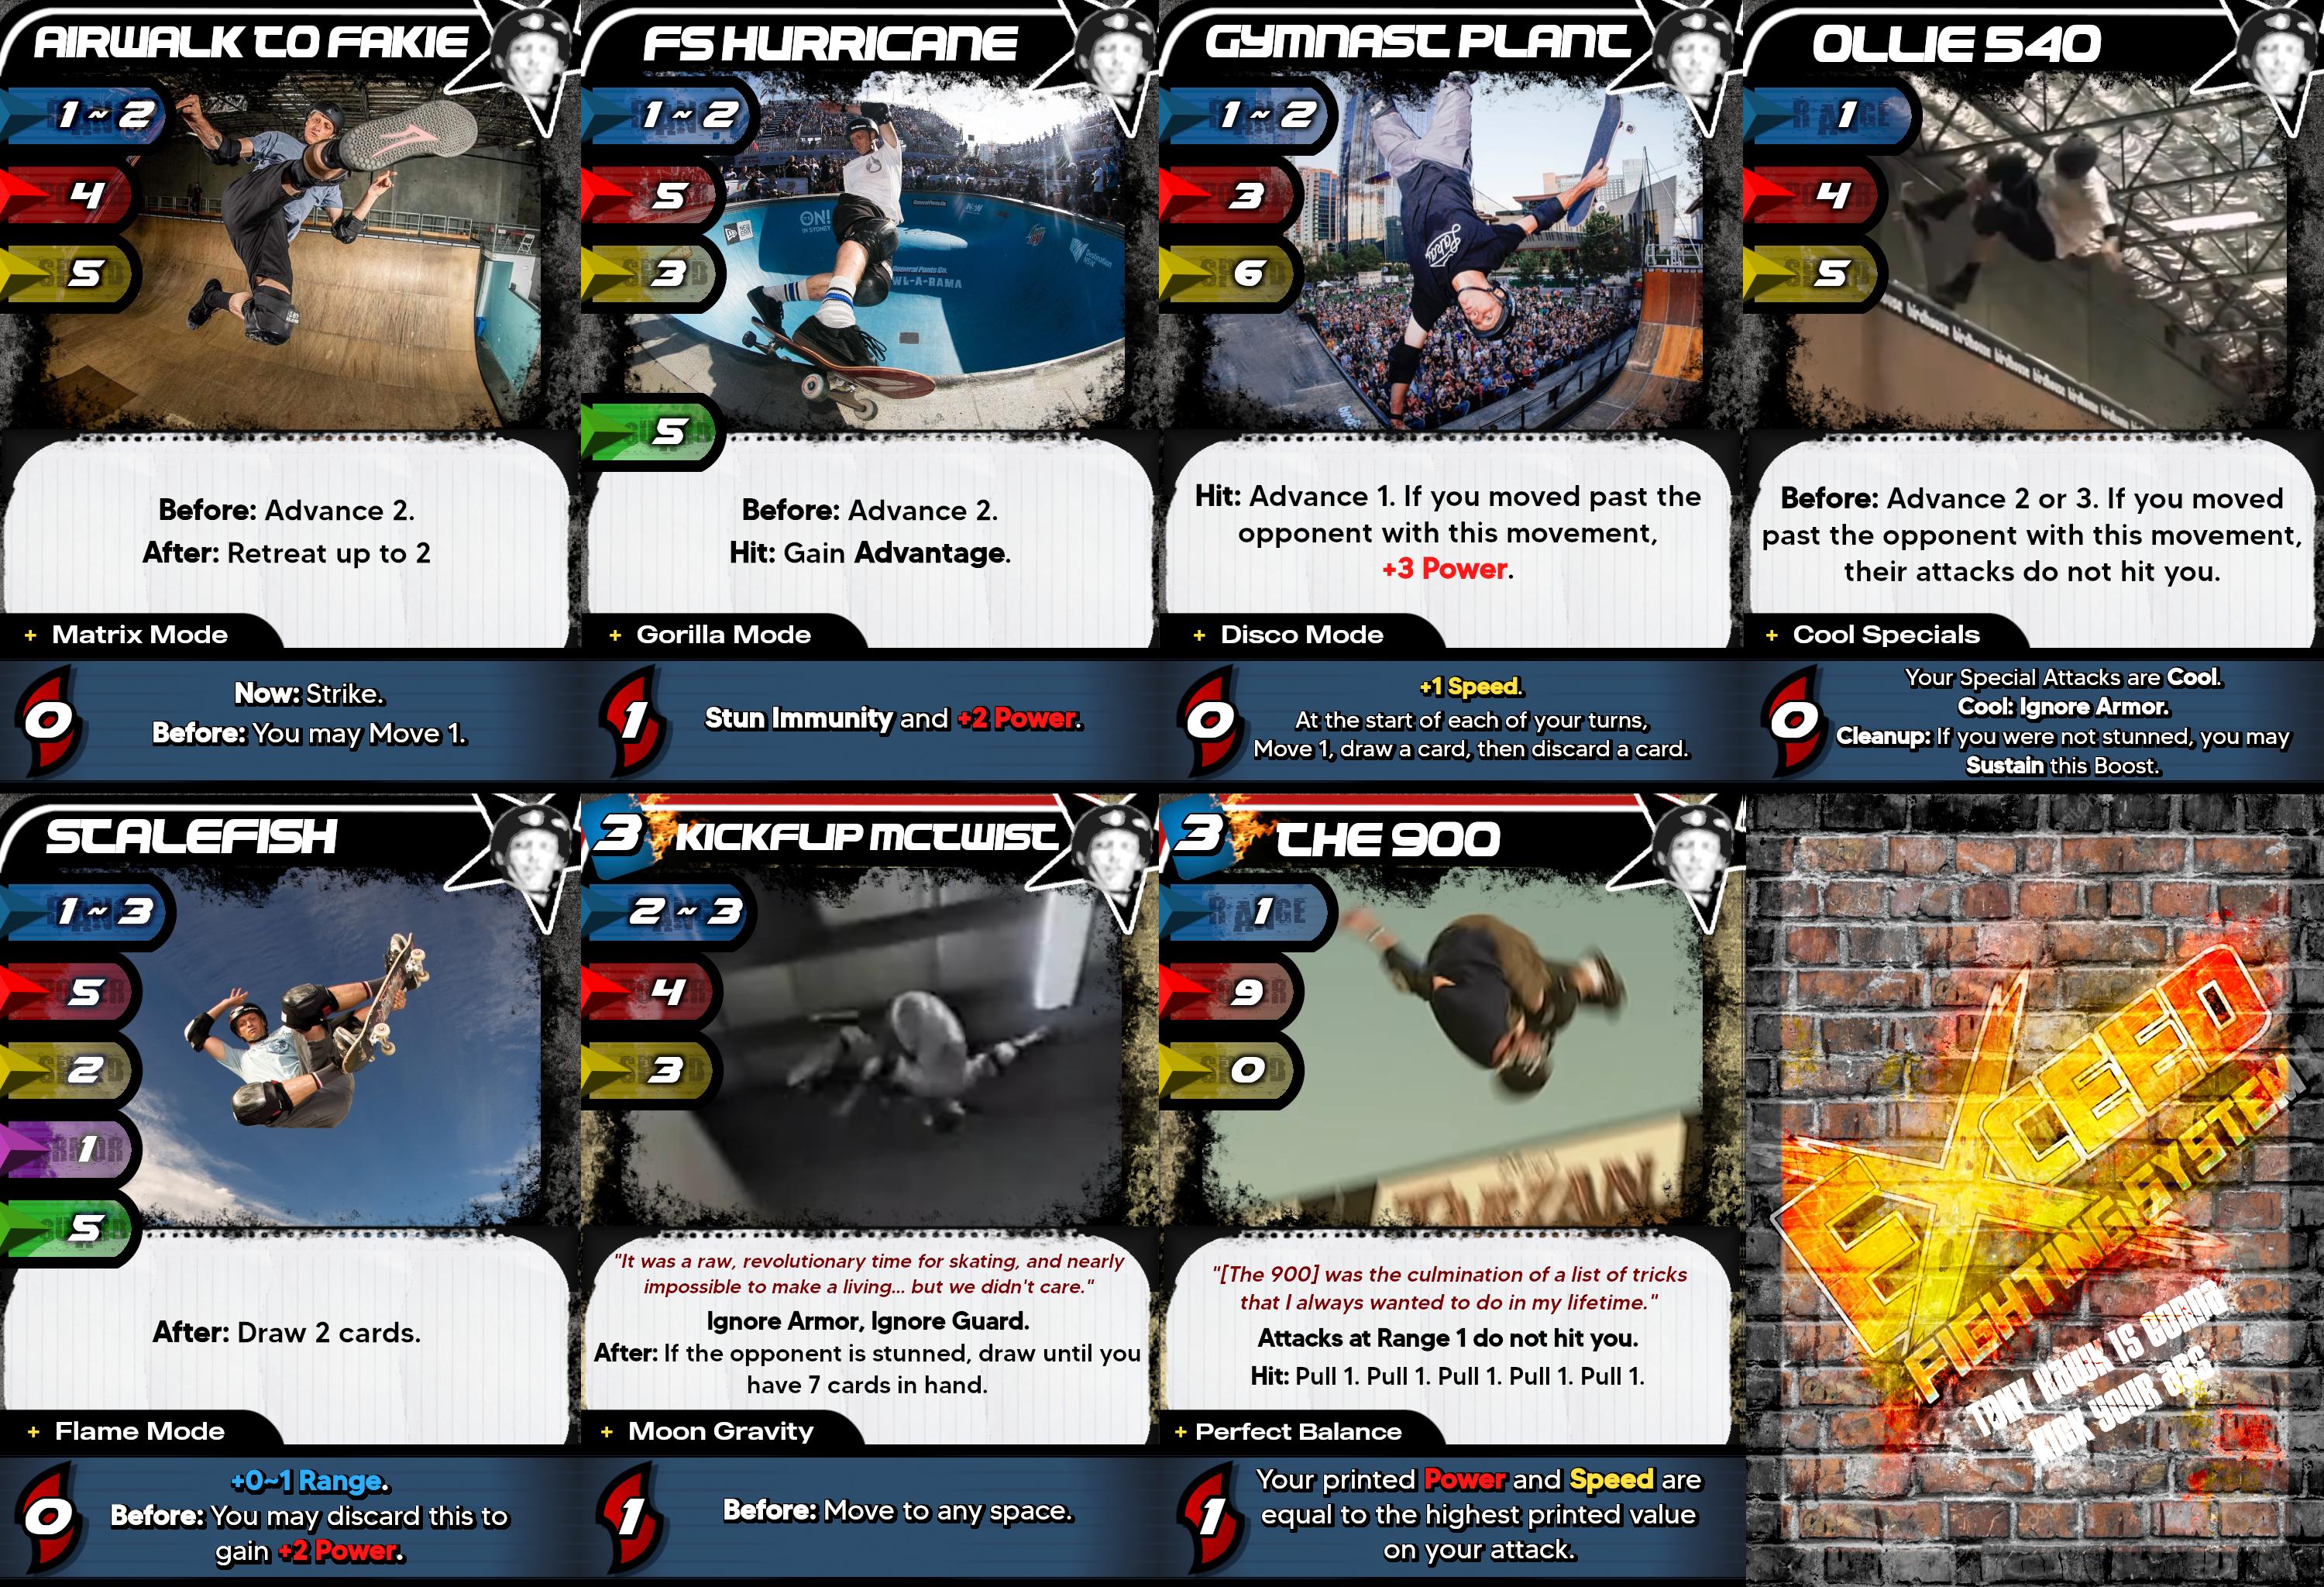 AIRWALK TO FAKIE
1~2
4
5
Before: Advance 2.
After: Retreat up to 2
+ Matrix Mode
0
Now: Strike.
Before: You may Move 1.
FS HURRICANE
1~2
5
3
5
Before: Advance 2.
Hit: Gain Advantage.
+ Gorilla Mode
1
Stun Immunity and +2 Power.
GYMNAST PLANT
1~2
3
6
Hit: Advance 1. If you moved past the
opponent with this movement,
+3 Power.
+ Disco Mode
0
+1 Speed.
At the start of each of your turns,
Move 1, draw a card, then discard a card.
OLLIE 540
RANGE
1
4
5
birdhouse birdhouse birdhouse birdhouse birdhouse
Before: Advance 2 or 3. If you moved
past the opponent with this movement,
their attacks do not hit you.
+ Cool Specials
0
Your Special Attacks are Cool.
Cool: Ignore Armor.
Cleanup: If you were not stunned, you may
Sustain this Boost.
STALEFISH
1~3
5
2
1
5
After: Draw 2 cards.
+ Flame Mode
0
+0~1 Range.
Before: You may discard this to
gain +2 Power.
3
KICKFLIP MCTWIST
2~3
4
3
"It was a raw, revolutionary time for skating, and nearly
impossible to make a living... but we didn't care."
Ignore Armor, Ignore Guard.
After: If the opponent is stunned, draw until you
have 7 cards in hand.
+ Moon Gravity
1
Before: Move to any space.
3
THE 900
RANGE
1
9
0
"[The 900] was the culmination of a list of tricks
that I always wanted to do in my lifetime."
Attacks at Range 1 do not hit you.
Hit: Pull 1. Pull 1. Pull 1. Pull 1. Pull 1.
+ Perfect Balance
1
Your printed Power and Speed are
equal to the highest printed value
on your attack.
EXCEED
FIGHTING SYSTEM
TONY HAWK IS GONNA
KICK YOUR ASS